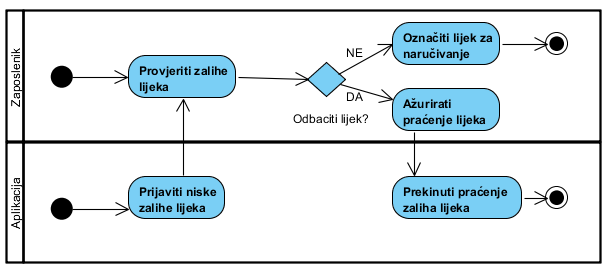 Zaposlenik
Provjeriti zalihe
lijeka
NE
DA
Odbaciti lijek?
Označiti lijek za
naručivanje
Ažurirati
praćenje lijeka
Aplikacija
Prijaviti niske
zalihe lijeka
Prekinuti praćenje
zaliha lijeka